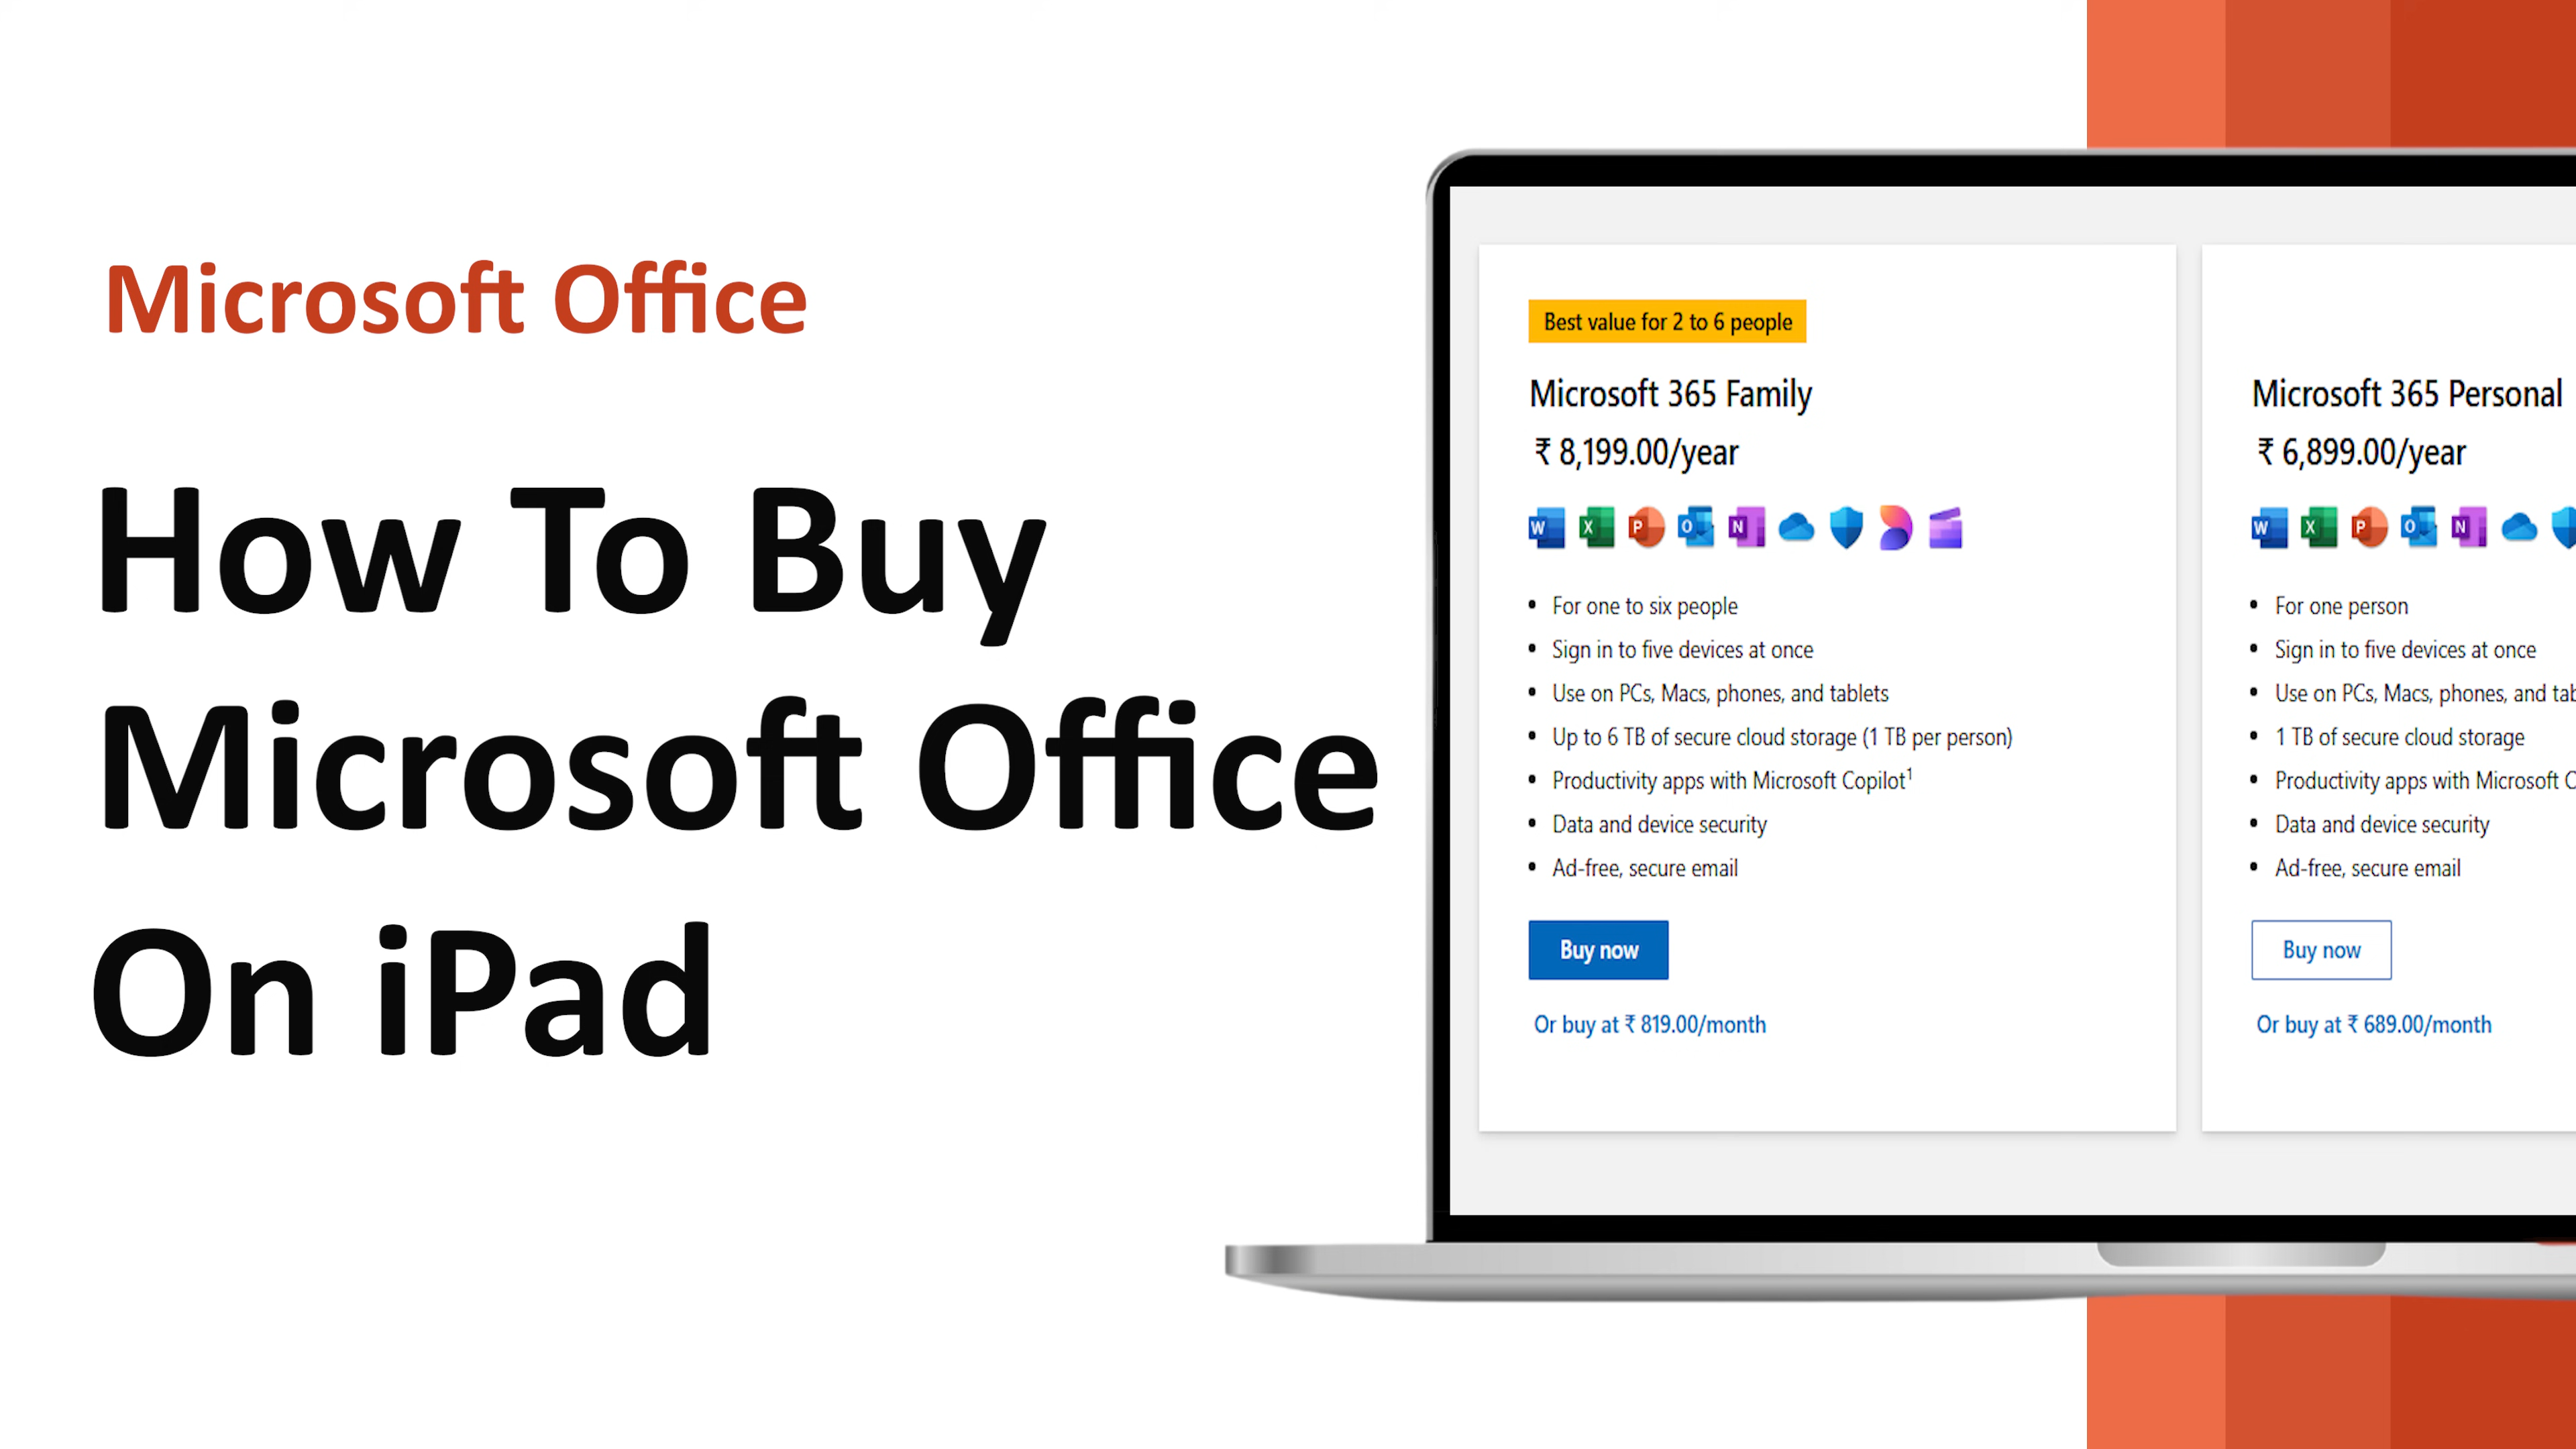 Microsoft Office
How To Buy
Microsoft Office
On iPad
Best value for 2 to 6 people
Microsoft 365 Family
₹ 8,199.00/year
W X P O N
• For one to six people
• Sign in to five devices at once
• Use on PCs, Macs, phones, and tablets
• Up to 6 TB of secure cloud storage (1 TB per person)
• Productivity apps with Microsoft Copilot¹
• Data and device security
• Ad-free, secure email
Buy now
Or buy at ₹ 819.00/month
Microsoft 365 Personal
₹ 6,899.00/year
W X P O N
• For one person
• Sign in to five devices at once
• Use on PCs, Macs, phones, and tab
• 1 TB of secure cloud storage
• Productivity apps with Microsoft C
• Data and device security
• Ad-free, secure email
Buy now
Or buy at ₹ 689.00/month